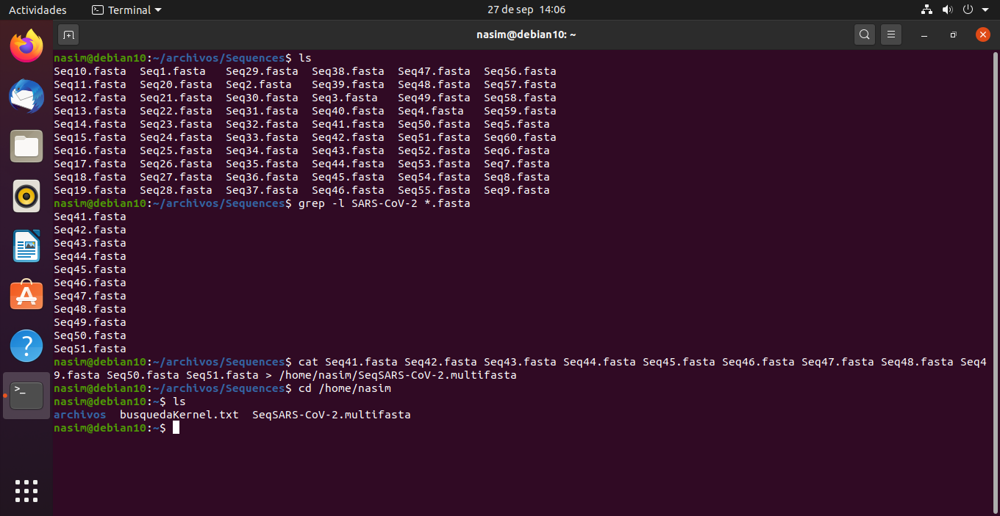 Actividades Terminal 27 de sep 14:06
nasim@debian10: ~
nasim@debian10:~/archivos/Sequences$ ls
Seq10.fasta Seq1.fasta Seq29.fasta Seq38.fasta Seq47.fasta Seq56.fasta
Seq11.fasta Seq20.fasta Seq2.fasta Seq39.fasta Seq48.fasta Seq57.fasta
Seq12.fasta Seq21.fasta Seq30.fasta Seq3.fasta Seq49.fasta Seq58.fasta
Seq13.fasta Seq22.fasta Seq31.fasta Seq40.fasta Seq4.fasta Seq59.fasta
Seq14.fasta Seq23.fasta Seq32.fasta Seq41.fasta Seq50.fasta Seq5.fasta
Seq15.fasta Seq24.fasta Seq33.fasta Seq42.fasta Seq51.fasta Seq60.fasta
Seq16.fasta Seq25.fasta Seq34.fasta Seq43.fasta Seq52.fasta Seq6.fasta
Seq17.fasta Seq26.fasta Seq35.fasta Seq44.fasta Seq53.fasta Seq7.fasta
Seq18.fasta Seq27.fasta Seq36.fasta Seq45.fasta Seq54.fasta Seq8.fasta
Seq19.fasta Seq28.fasta Seq37.fasta Seq46.fasta Seq55.fasta Seq9.fasta
nasim@debian10:~/archivos/Sequences$ grep -l SARS-CoV-2 *.fasta
Seq41.fasta
Seq42.fasta
Seq43.fasta
Seq44.fasta
Seq45.fasta
Seq46.fasta
Seq47.fasta
Seq48.fasta
Seq49.fasta
Seq50.fasta
Seq51.fasta
nasim@debian10:~/archivos/Sequences$ cat Seq41.fasta Seq42.fasta Seq43.fasta Seq44.fasta Seq45.fasta Seq46.fasta Seq47.fasta Seq48.fasta Seq4
9.fasta Seq50.fasta Seq51.fasta > /home/nasim/SeqSARS-CoV-2.multifasta
nasim@debian10:~/archivos/Sequences$ cd /home/nasim
nasim@debian10:~$ ls
archivos busquedaKernel.txt SeqSARS-CoV-2.multifasta
nasim@debian10:~$